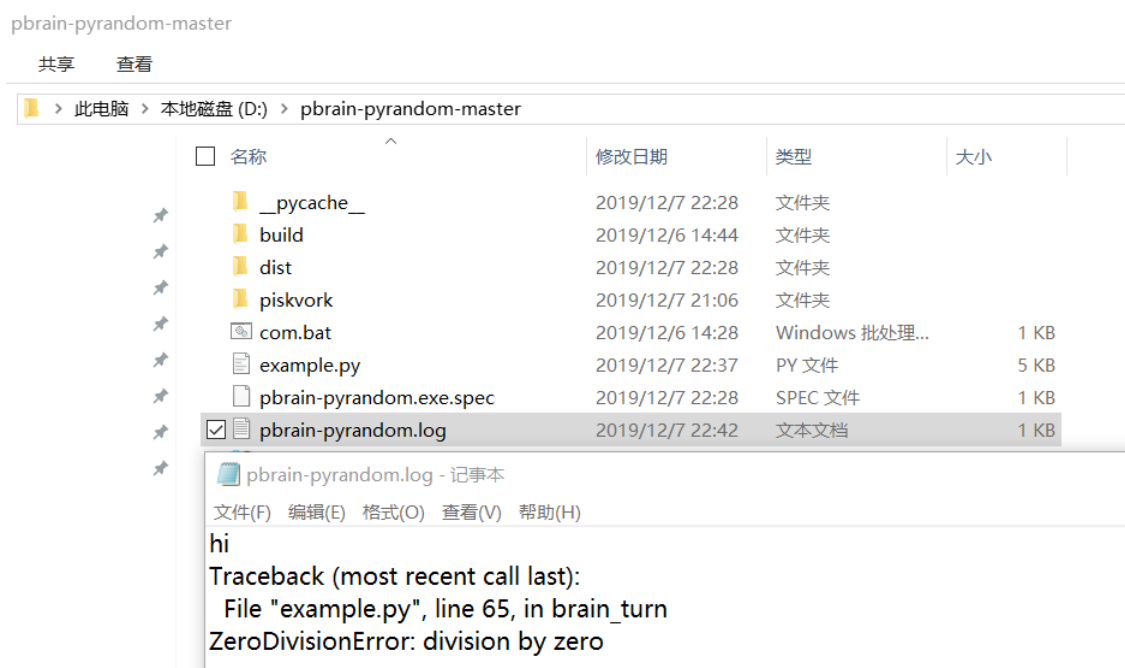 pbrain-pyrandom-master
共享 查看
此电脑 > 本地磁盘 (D:) > pbrain-pyrandom-master
名称 修改日期 类型 大小
__pycache__ 2019/12/7 22:28 文件夹
build 2019/12/6 14:44 文件夹
dist 2019/12/7 22:28 文件夹
piskvork 2019/12/7 21:06 文件夹
com.bat 2019/12/6 14:28 Windows 批处理... 1 KB
example.py 2019/12/7 22:37 PY 文件 5 KB
pbrain-pyrandom.exe.spec 2019/12/7 22:28 SPEC 文件 1 KB
pbrain-pyrandom.log 2019/12/7 22:42 文本文档 1 KB
pbrain-pyrandom.log - 记事本
文件(F) 编辑(E) 格式(O) 查看(V) 帮助(H)
hi
Traceback (most recent call last):
File "example.py", line 65, in brain_turn
ZeroDivisionError: division by zero